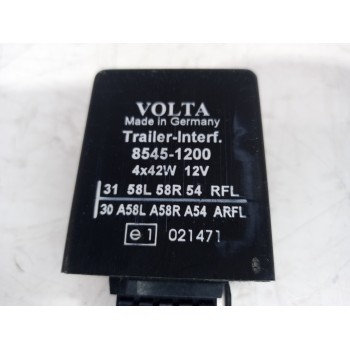 VOLTA
Made in Germany
Trailer-Interf.
8545-1200
4x42W 12V
31 58L 58R 54 RFL
30 A58L A58R A54 ARFL
e1 021471